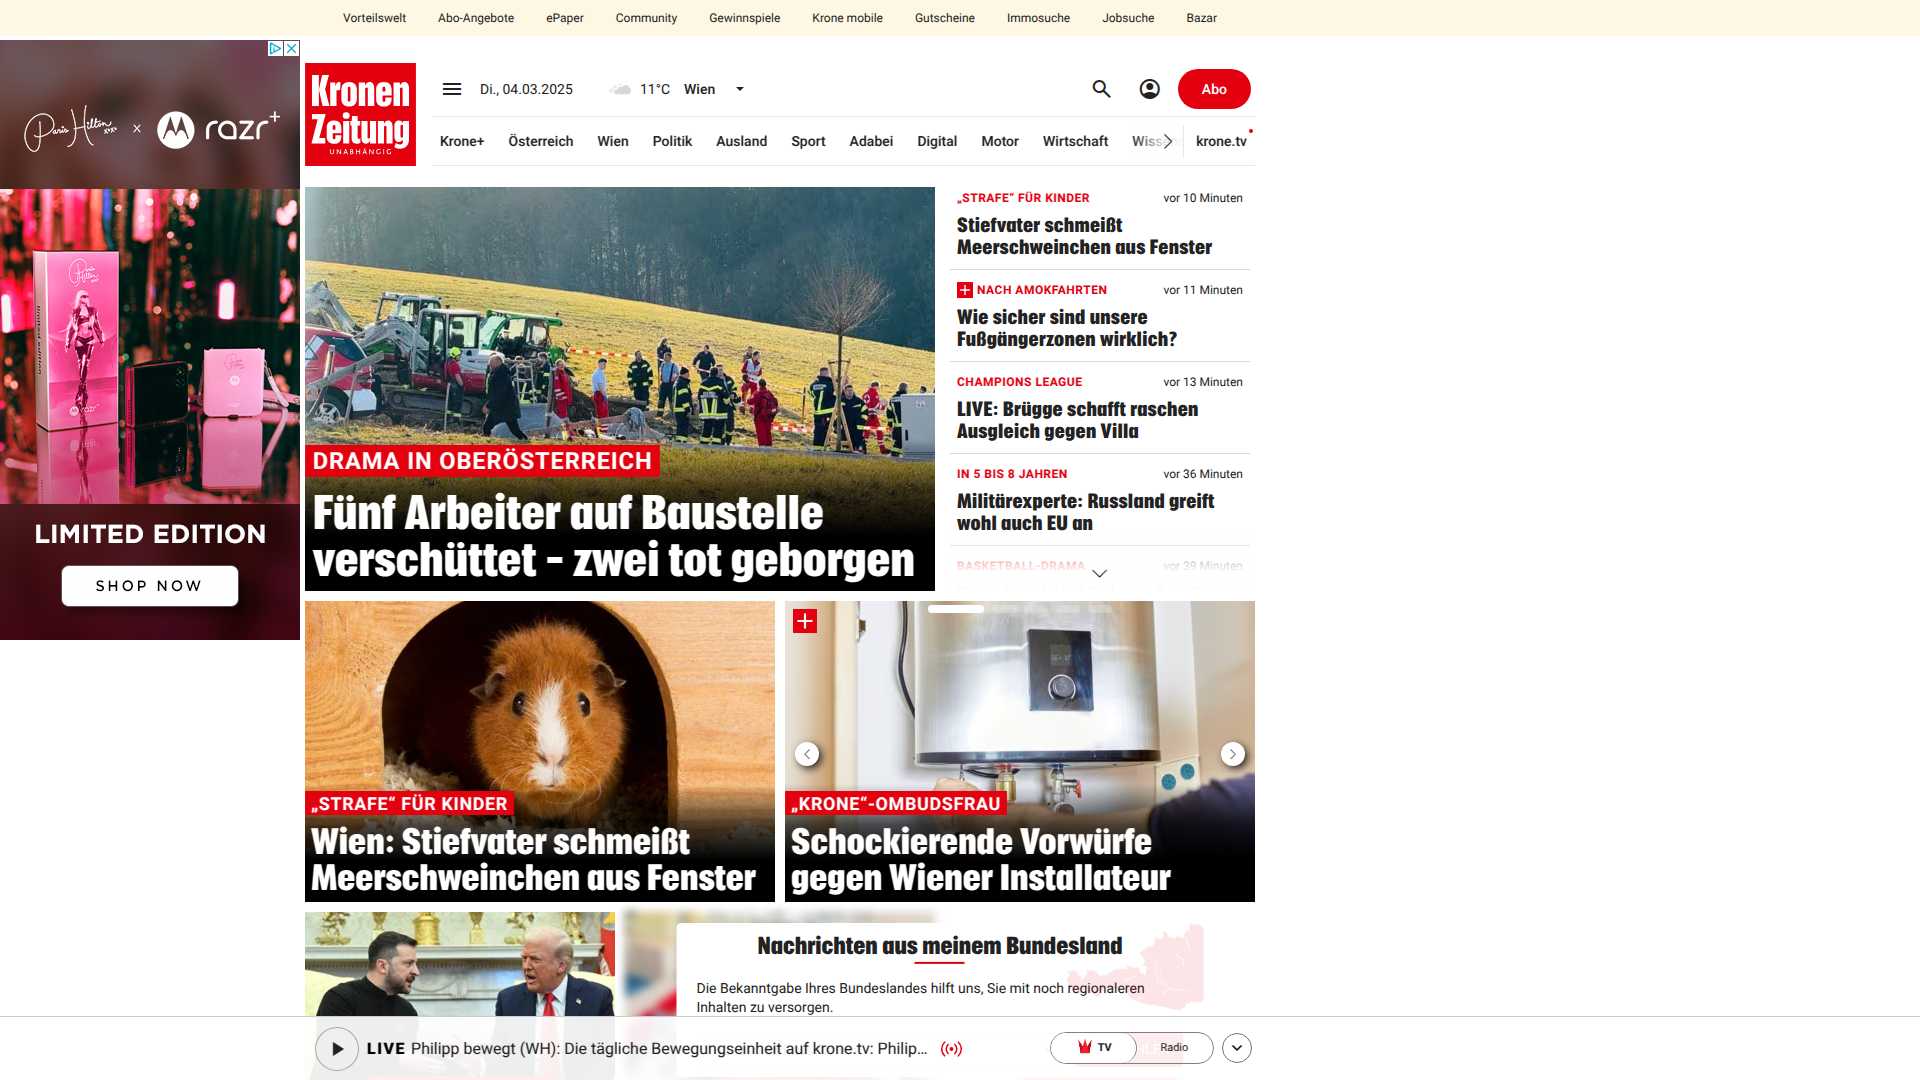 Vorteilswelt Abo-Angebote ePaper Community Gewinnspiele Krone mobile Gutscheine Immosuche Jobsuche Bazar
Paris Hilton x razr+
LIMITED EDITION
SHOP NOW
Kronen
Zeitung
UNABHÄNGIG
Di., 04.03.2025 11°C Wien
Abo
Krone+ Österreich Wien Politik Ausland Sport Adabei Digital Motor Wirtschaft krone.tv
DRAMA IN OBERÖSTERREICH
Fünf Arbeiter auf Baustelle
verschüttet – zwei tot geborgen
„STRAFE“ FÜR KINDER vor 10 Minuten
Stiefvater schmeißt
Meerschweinchen aus Fenster
NACH AMOKFAHRTEN vor 11 Minuten
Wie sicher sind unsere
Fußgängerzonen wirklich?
CHAMPIONS LEAGUE vor 13 Minuten
LIVE: Brügge schafft raschen
Ausgleich gegen Villa
IN 5 BIS 8 JAHREN vor 36 Minuten
Militärexperte: Russland greift
wohl auch EU an
BASKETBALL-DRAMA vor 39 Minuten
„STRAFE“ FÜR KINDER
Wien: Stiefvater schmeißt
Meerschweinchen aus Fenster
„KRONE“-OMBUDSFRAU
Schockierende Vorwürfe
gegen Wiener Installateur
Nachrichten aus meinem Bundesland
Die Bekanntgabe Ihres Bundeslandes hilft uns, Sie mit noch regionaleren
Inhalten zu versorgen.
LIVE Philipp bewegt (WH): Die tägliche Bewegungseinheit auf krone.tv: Philip...
TV Radio